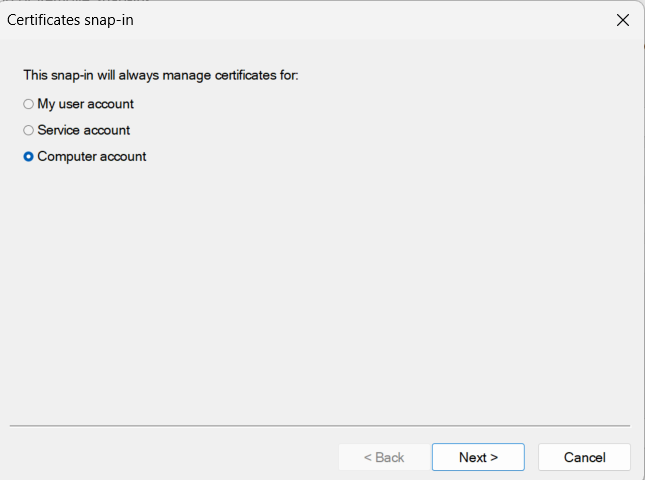 Certificates snap-in
This snap-in will always manage certificates for:
My user account
Service account
Computer account
< Back
Next >
Cancel